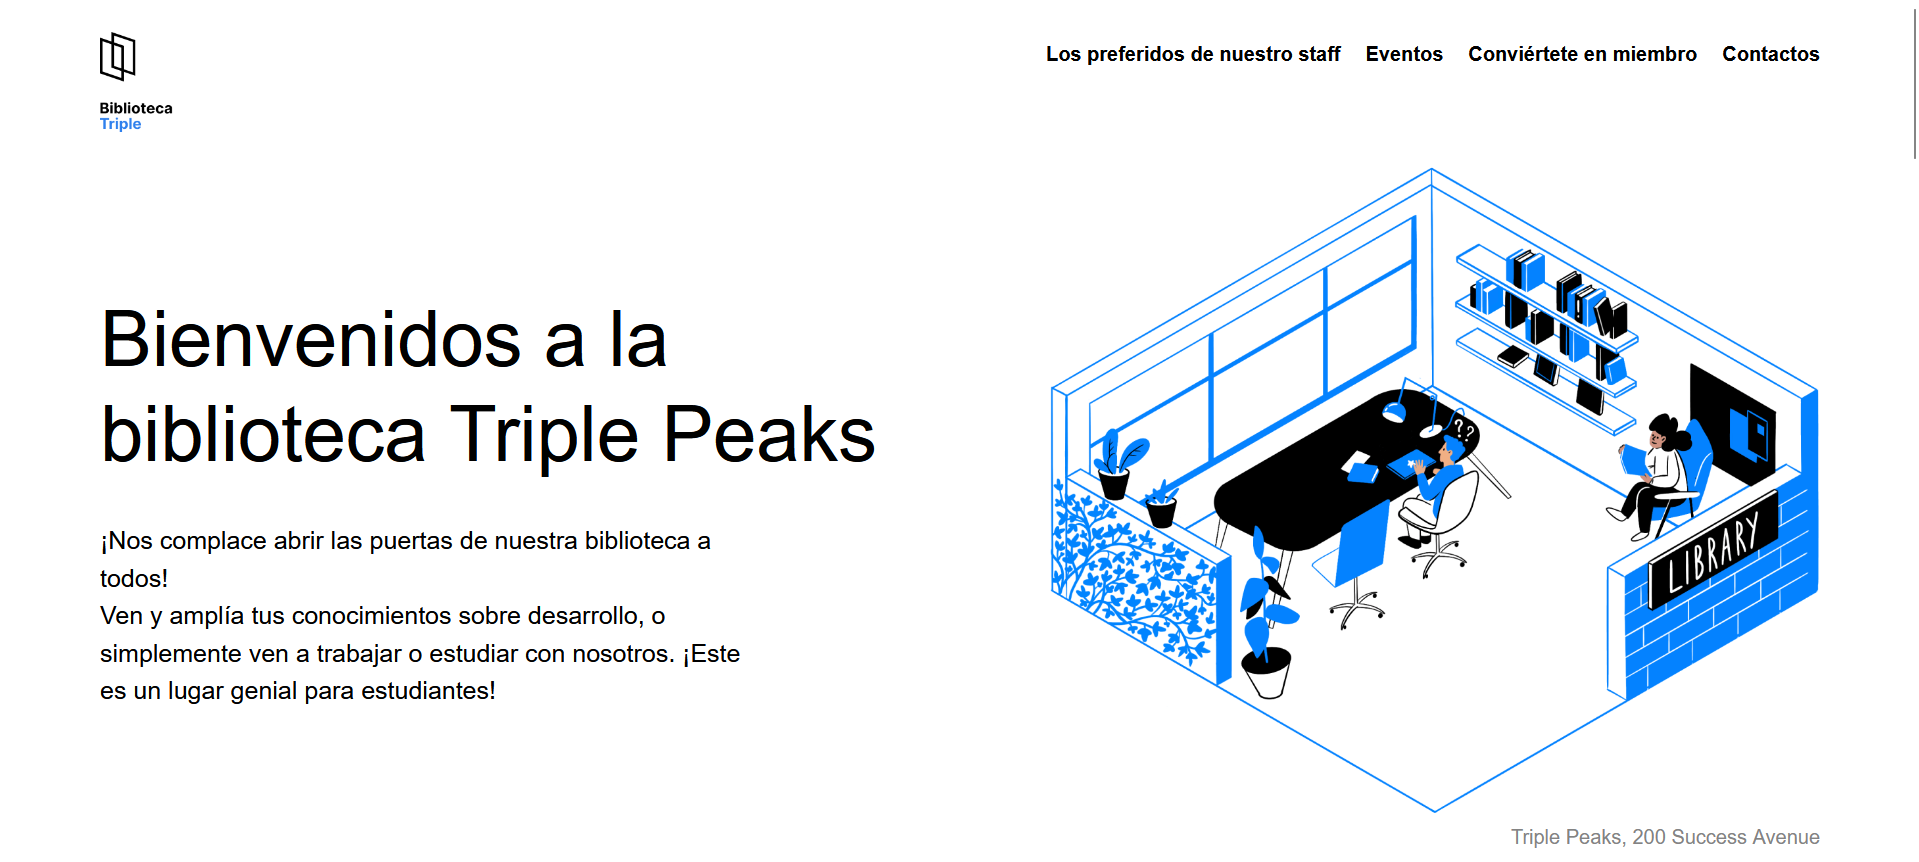 Biblioteca
Triple
Los preferidos de nuestro staff Eventos Conviértete en miembro Contactos
Bienvenidos a la
biblioteca Triple Peaks
¡Nos complace abrir las puertas de nuestra biblioteca a
todos!
Ven y amplía tus conocimientos sobre desarrollo, o
simplemente ven a trabajar o estudiar con nosotros. ¡Este
es un lugar genial para estudiantes!
??
LIBRARY
Triple Peaks, 200 Success Avenue